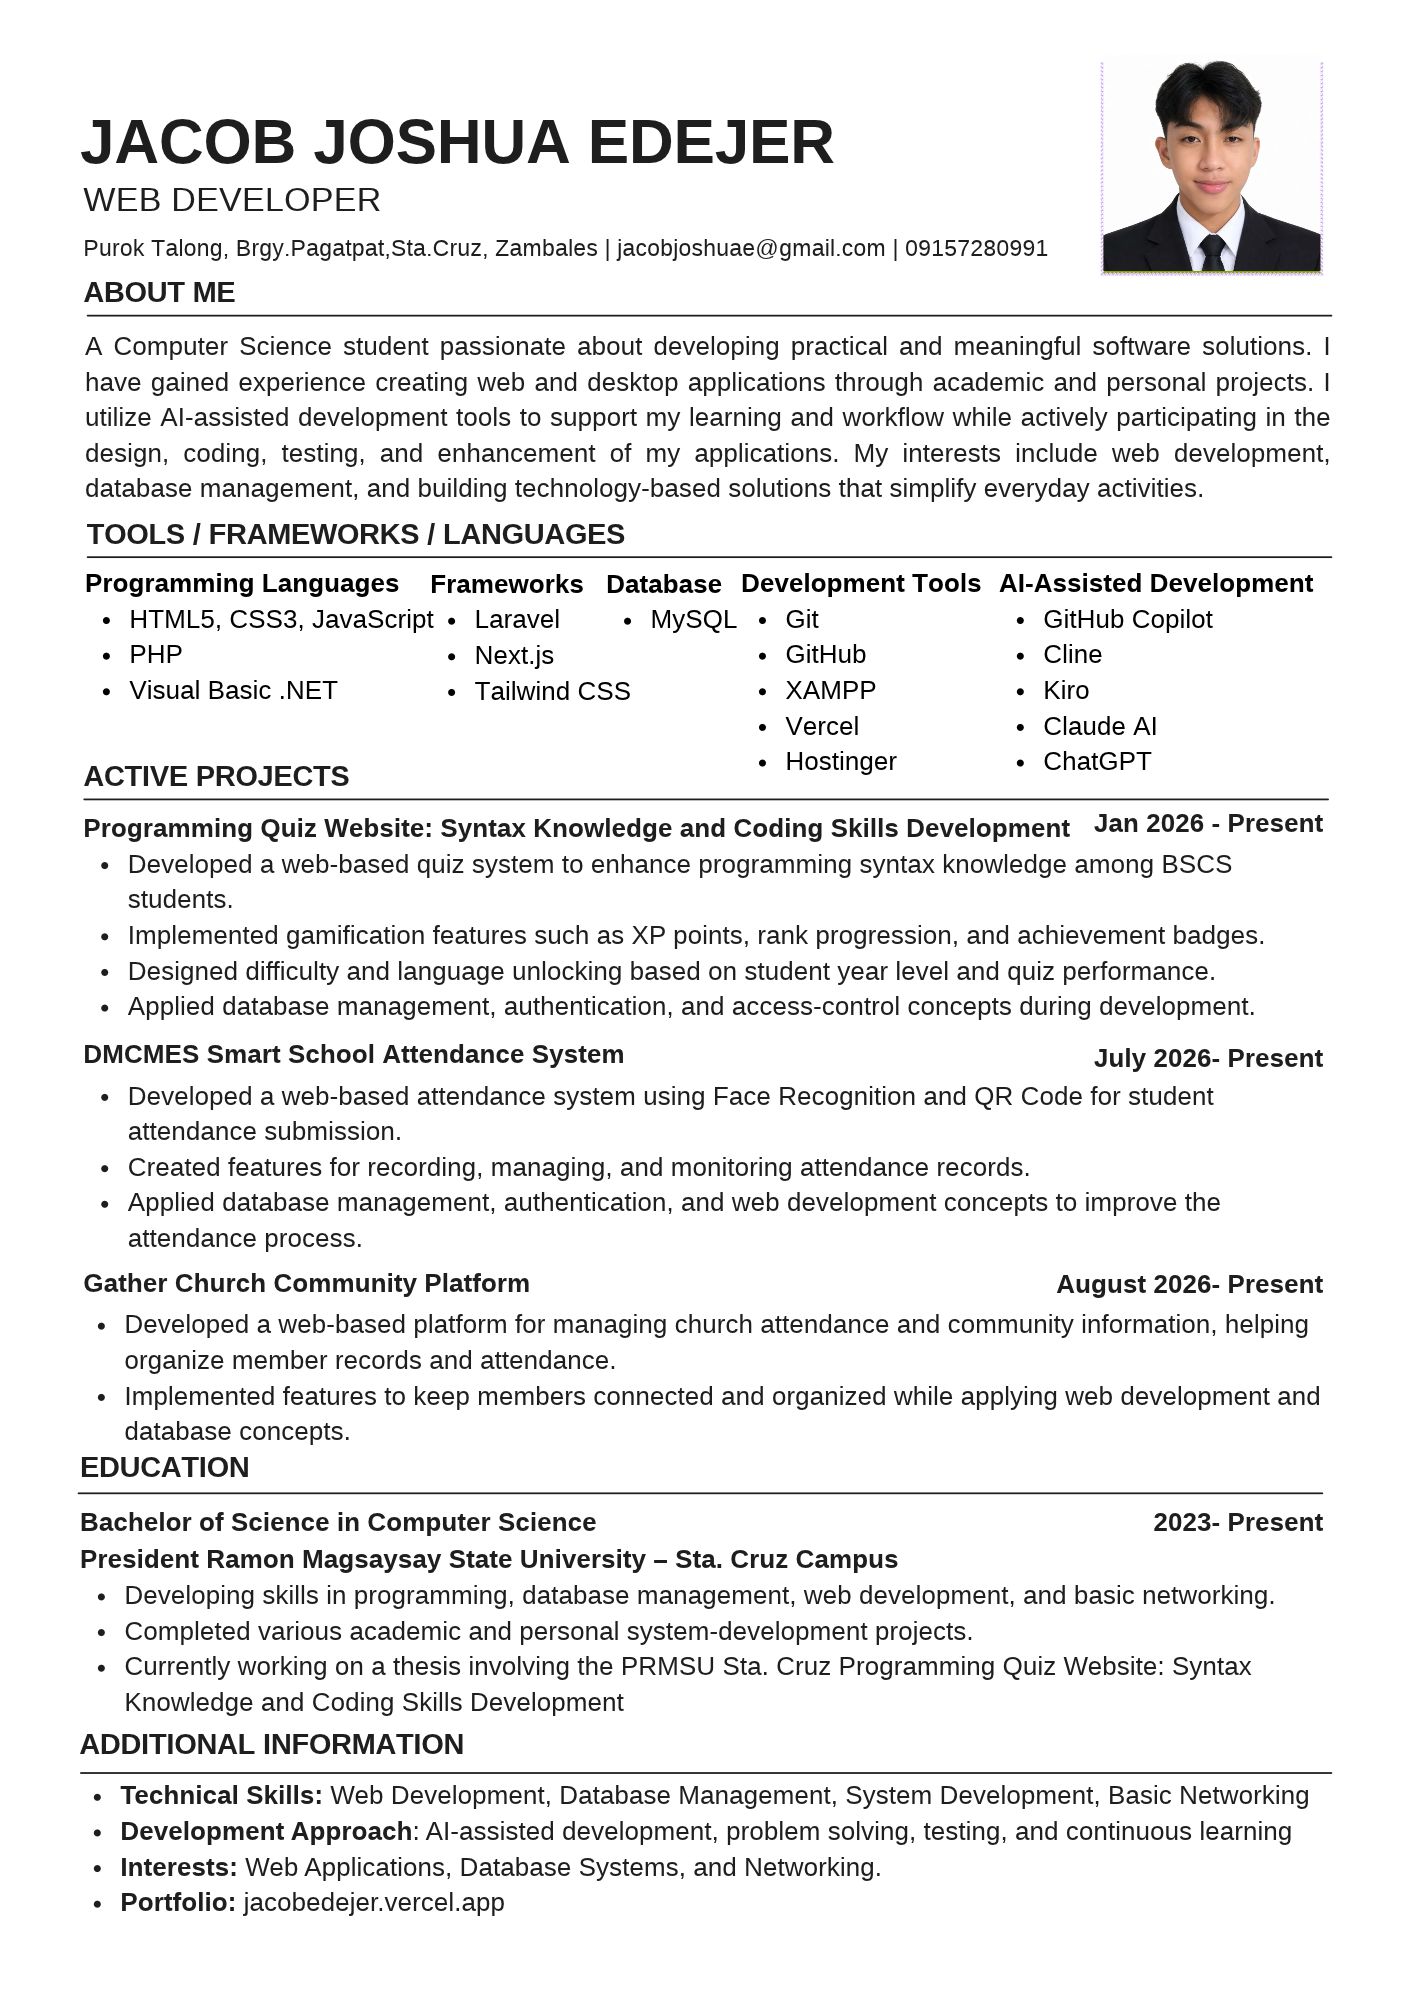 JACOB JOSHUA EDEJER
WEB DEVELOPER
Purok Talong, Brgy.Pagatpat,Sta.Cruz, Zambales | jacobjoshuae@gmail.com | 09157280991
ABOUT ME
A Computer Science student passionate about developing practical and meaningful software solutions. I
have gained experience creating web and desktop applications through academic and personal projects. I
utilize AI-assisted development tools to support my learning and workflow while actively participating in the
design, coding, testing, and enhancement of my applications. My interests include web development,
database management, and building technology-based solutions that simplify everyday activities.
TOOLS / FRAMEWORKS / LANGUAGES
Programming Languages
• HTML5, CSS3, JavaScript
• PHP
• Visual Basic .NET
Frameworks
• Laravel
• Next.js
• Tailwind CSS
Database
• MySQL
Development Tools
• Git
• GitHub
• XAMPP
• Vercel
• Hostinger
AI-Assisted Development
• GitHub Copilot
• Cline
• Kiro
• Claude AI
• ChatGPT
ACTIVE PROJECTS
Programming Quiz Website: Syntax Knowledge and Coding Skills Development Jan 2026 - Present
• Developed a web-based quiz system to enhance programming syntax knowledge among BSCS
students.
• Implemented gamification features such as XP points, rank progression, and achievement badges.
• Designed difficulty and language unlocking based on student year level and quiz performance.
• Applied database management, authentication, and access-control concepts during development.
DMCMES Smart School Attendance System July 2026- Present
• Developed a web-based attendance system using Face Recognition and QR Code for student
attendance submission.
• Created features for recording, managing, and monitoring attendance records.
• Applied database management, authentication, and web development concepts to improve the
attendance process.
Gather Church Community Platform August 2026- Present
• Developed a web-based platform for managing church attendance and community information, helping
organize member records and attendance.
• Implemented features to keep members connected and organized while applying web development and
database concepts.
EDUCATION
Bachelor of Science in Computer Science 2023- Present
President Ramon Magsaysay State University – Sta. Cruz Campus
• Developing skills in programming, database management, web development, and basic networking.
• Completed various academic and personal system-development projects.
• Currently working on a thesis involving the PRMSU Sta. Cruz Programming Quiz Website: Syntax
Knowledge and Coding Skills Development
ADDITIONAL INFORMATION
• Technical Skills: Web Development, Database Management, System Development, Basic Networking
• Development Approach: AI-assisted development, problem solving, testing, and continuous learning
• Interests: Web Applications, Database Systems, and Networking.
• Portfolio: jacobedejer.vercel.app